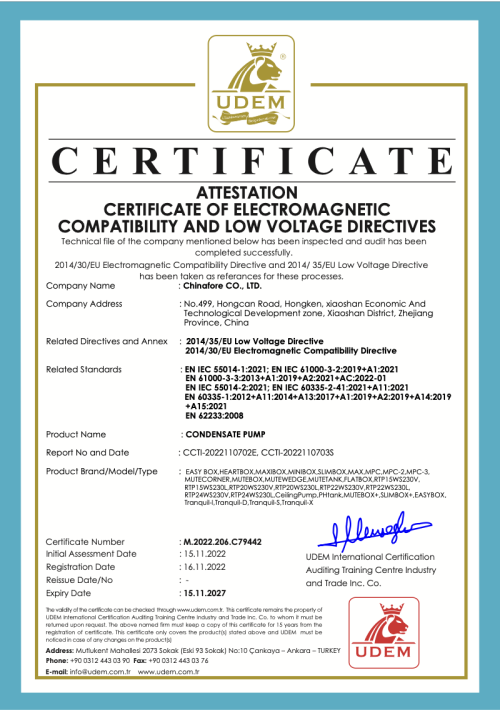 UDEM
®
CERTIFICATE
ATTESTATION
CERTIFICATE OF ELECTROMAGNETIC
COMPATIBILITY AND LOW VOLTAGE DIRECTIVES
Technical file of the company mentioned below has been inspected and audit has been
completed successfully.
2014/30/EU Electromagnetic Compatibility Directive and 2014/ 35/EU Low Voltage Directive
has been taken as referances for these processes.
Company Name : Chinafore CO., LTD.
Company Address : No.499, Hongcan Road, Hongken, xiaoshan Economic And
Technological Development zone, Xiaoshan District, Zhejiang
Province, China
Related Directives and Annex : 2014/35/EU Low Voltage Directive
2014/30/EU Electromagnetic Compatibility Directive
Related Standards : EN IEC 55014-1:2021; EN IEC 61000-3-2:2019+A1:2021
EN 61000-3-3:2013+A1:2019+A2:2021+AC:2022-01
EN IEC 55014-2:2021; EN IEC 60335-2-41:2021+A11:2021
EN 60335-1:2012+A11:2014+A13:2017+A1:2019+A2:2019+A14:2019
+A15:2021
EN 62233:2008
Product Name : CONDENSATE PUMP
Report No and Date : CCTI-2022110702E, CCTI-2022110703S
Product Brand/Model/Type : EASY BOX,HEARTBOX,MAXIBOX,MINIBOX,SLIMBOX,MAX,MPC,MPC-2,MPC-3,
MUTECORNER,MUTEBOX,MUTEWEDGE,MUTETANK,FLATBOX,RTP15WS230V,
RTP15WS230L,RTP20WS230V,RTP20WS230L,RTP22WS230V,RTP22WS230L,
RTP24WS230V,RTP24WS230L,CeilingPump,PHtank,MUTEBOX+,SLIMBOX+,EASYBOX,
Tranquil-I,Tranquil-D,Tranquil-S,Tranquil-X
Certificate Number : M.2022.206.C79442
Initial Assessment Date : 15.11.2022
Registration Date : 16.11.2022
Reissue Date/No : -
Expiry Date : 15.11.2027
UDEM International Certification
Auditing Training Centre Industry
and Trade Inc. Co.
The validity of the certificate can be checked through www.udem.com.tr. This certificate remains the property of
UDEM International Certification Auditing Training Centre Industry and Trade Inc. Co. to whom it must be
returned upon request. The above named firm must keep a copy of this certificate for 15 years from the
registration of certificate. This certificate only covers the product(s) stated above and UDEM must be
noticed in case of any changes on the product(s)
Address: Mutlukent Mahallesi 2073 Sokak (Eski 93 Sokak) No:10 Çankaya – Ankara – TURKEY
Phone: +90 0312 443 03 90 Fax: +90 0312 443 03 76
E-mail: info@udem.com.tr www.udem.com.tr
UDEM
®